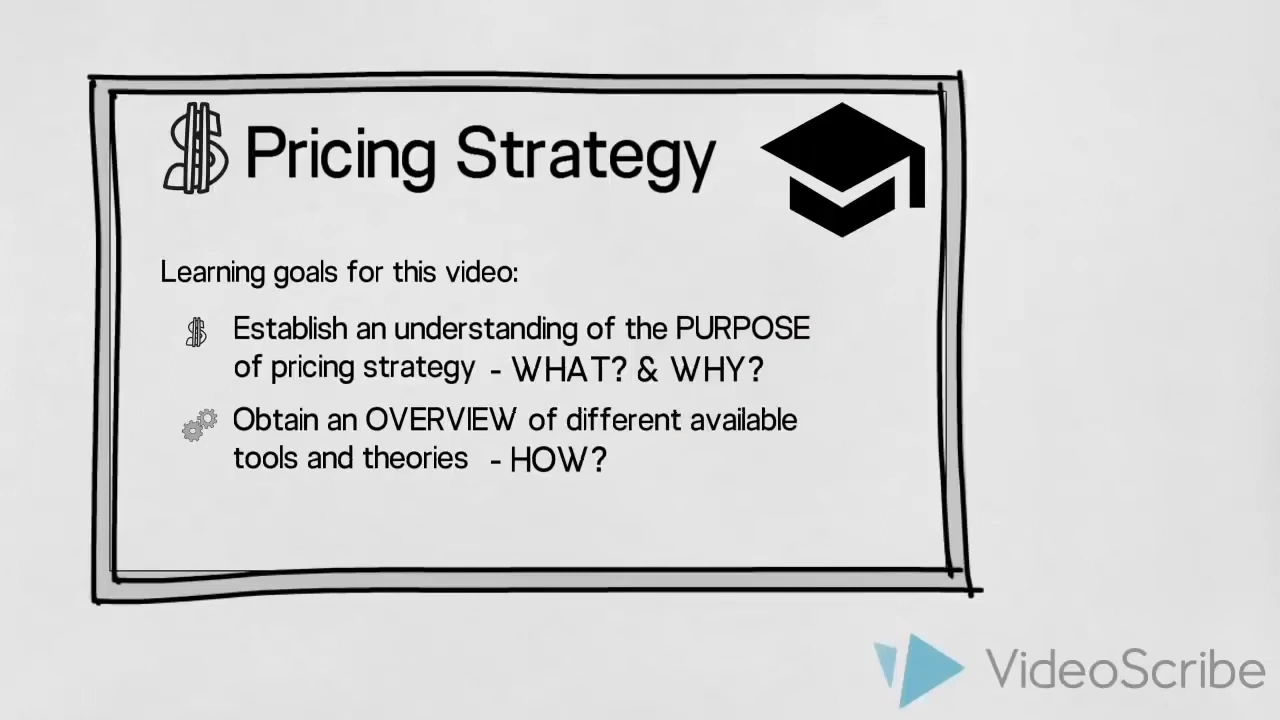 Pricing Strategy
Learning goals for this video:
Establish an understanding of the PURPOSE
of pricing strategy - WHAT? & WHY?
Obtain an OVERVIEW of different available
tools and theories - HOW?
VideoScribe